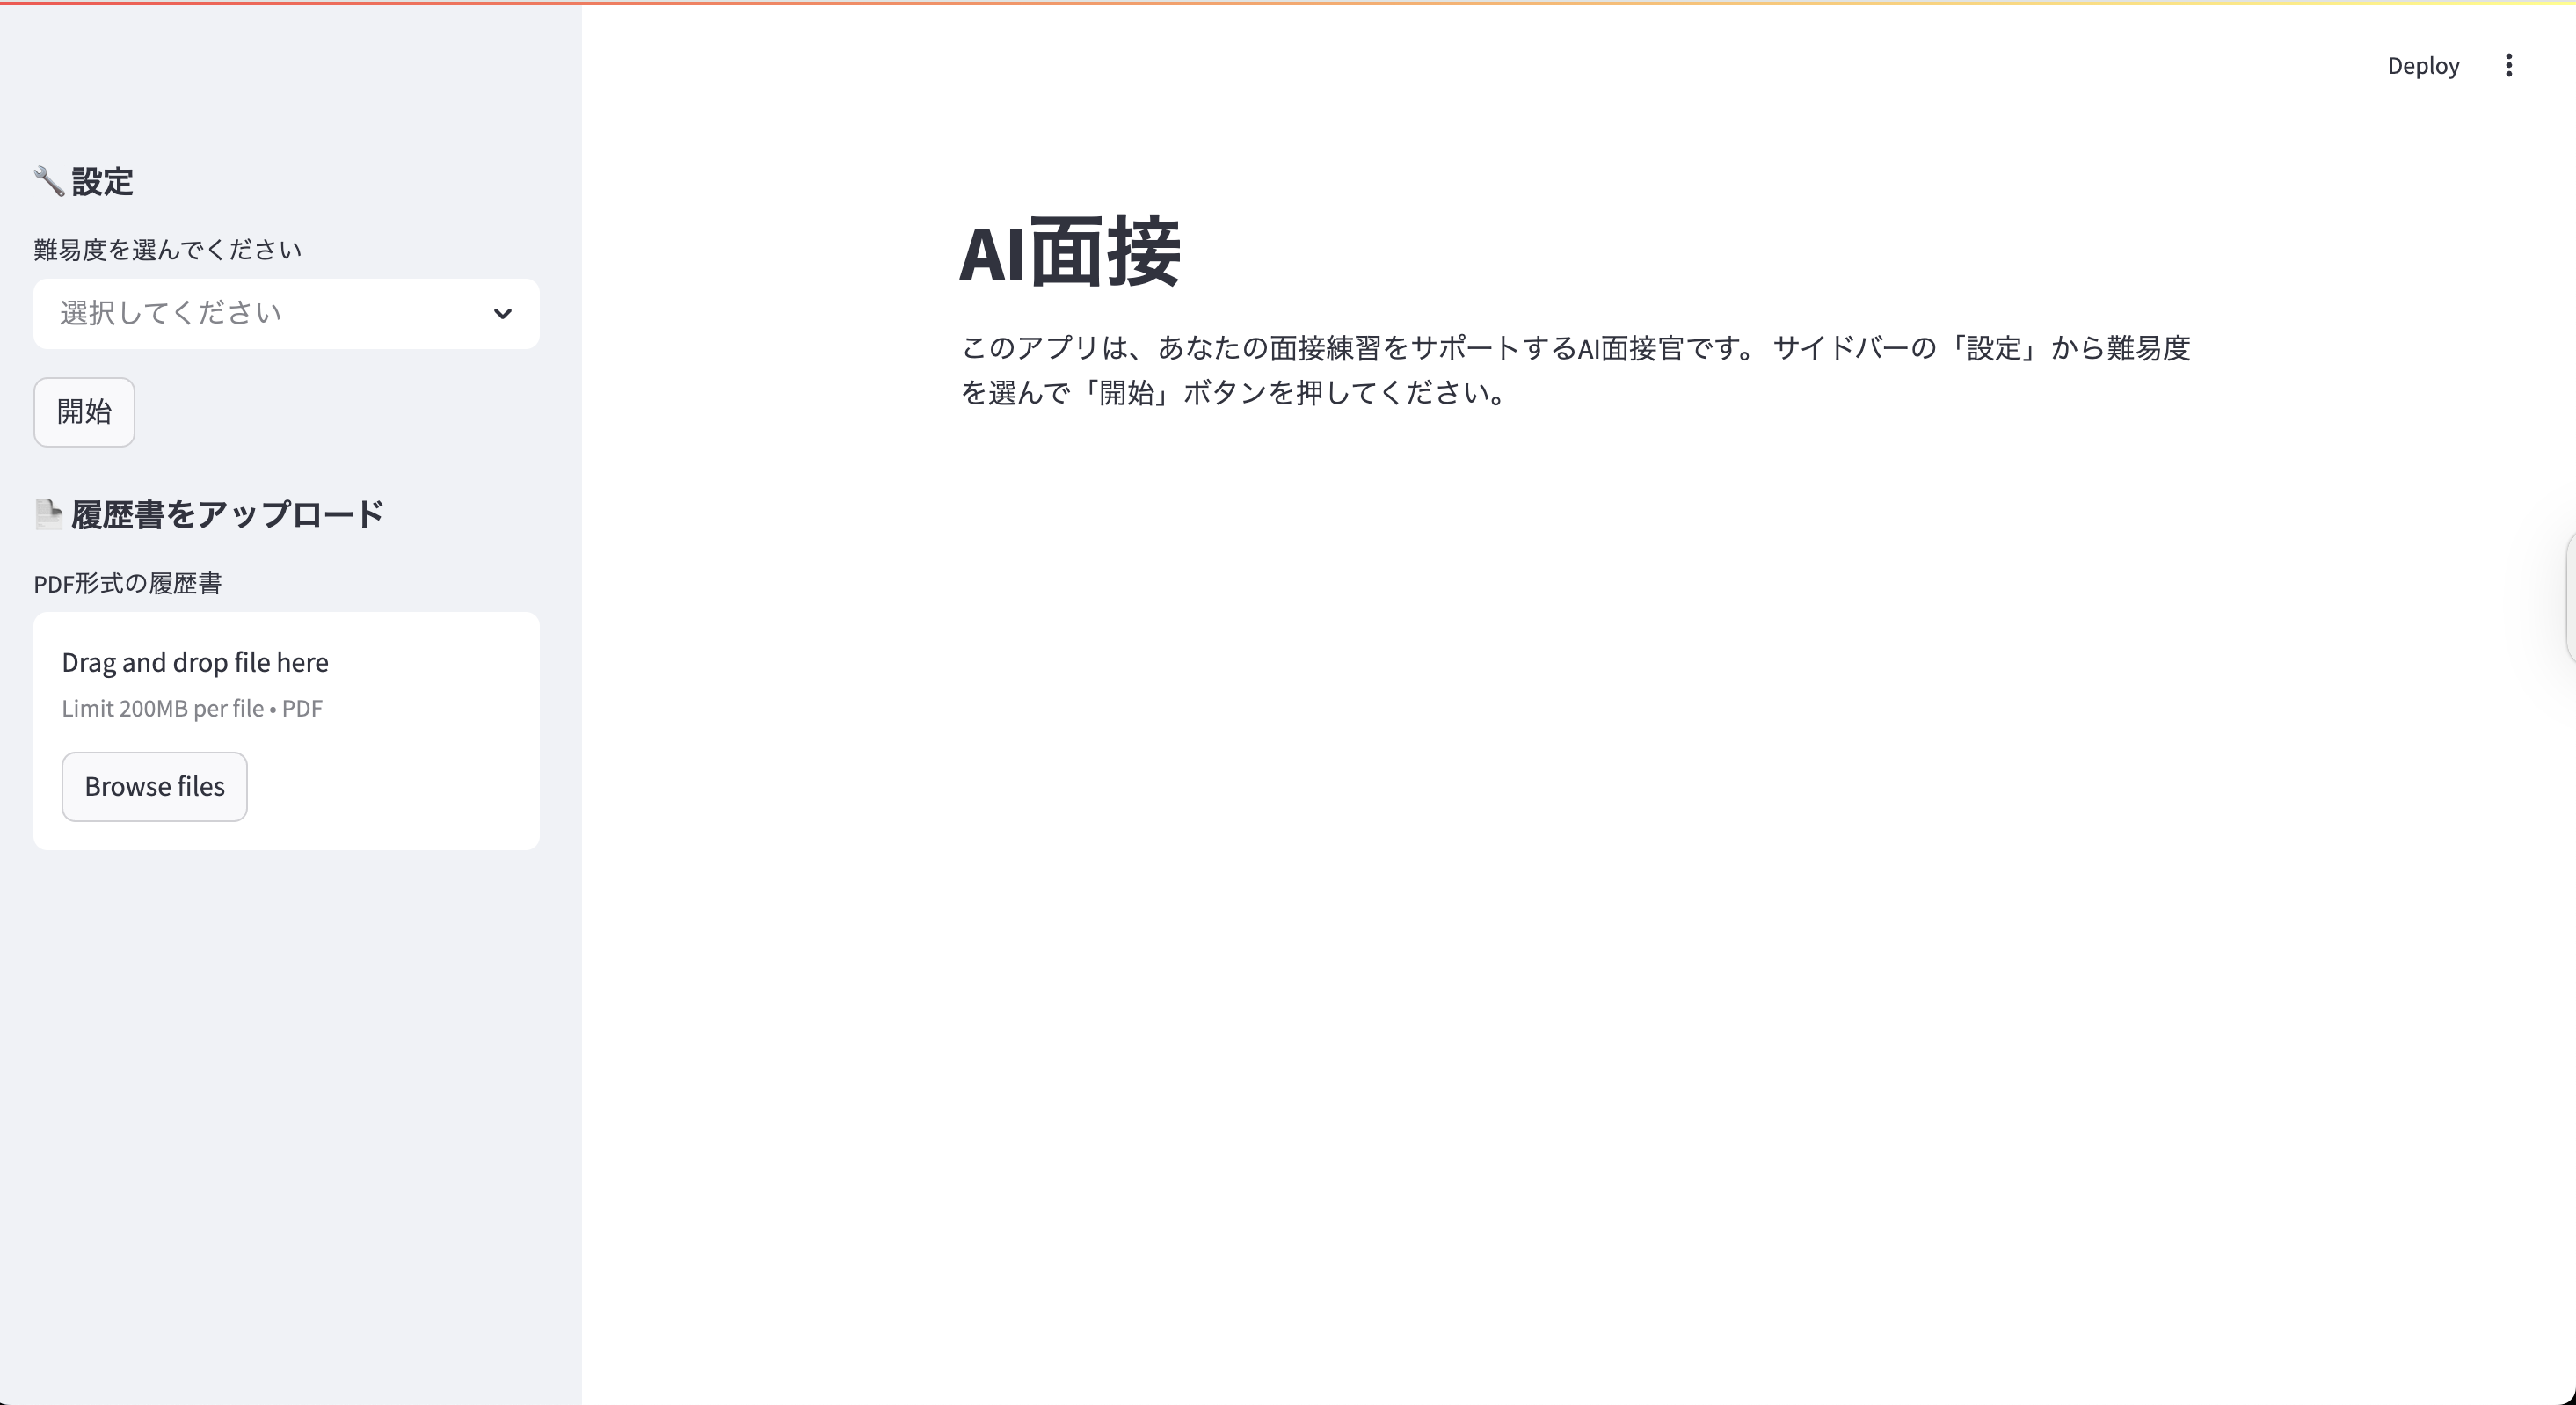 Deploy
設定
難易度を選んでください
選択してください
開始
履歴書をアップロード
PDF形式の履歴書
Drag and drop file here
Limit 200MB per file • PDF
Browse files
AI面接
このアプリは、あなたの面接練習をサポートするAI面接官です。 サイドバーの「設定」から難易度
を選んで「開始」ボタンを押してください。